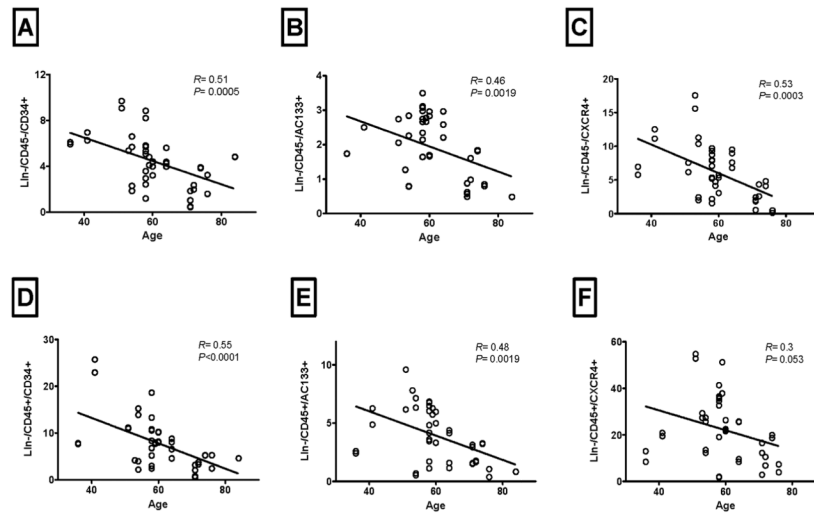 A
R= 0.51
P= 0.0005
LIn-/CD45-/CD34+
12
8
4
0
40
60
80
Age
B
R= 0.46
P= 0.0019
LIn-/CD45-/AC133+
4
3
2
1
0
40
60
80
Age
C
R= 0.53
P= 0.0003
LIn-/CD45-/CXCR4+
20
15
10
5
0
40
60
80
Age
D
R= 0.55
P<0.0001
LIn-/CD45+/CD34+
30
20
10
0
40
60
80
Age
E
R= 0.48
P= 0.0019
LIn-/CD45+/AC133+
10
5
0
40
60
80
Age
F
R= 0.3
P= 0.053
LIn-/CD45+/CXCR4+
60
40
20
0
40
60
80
Age